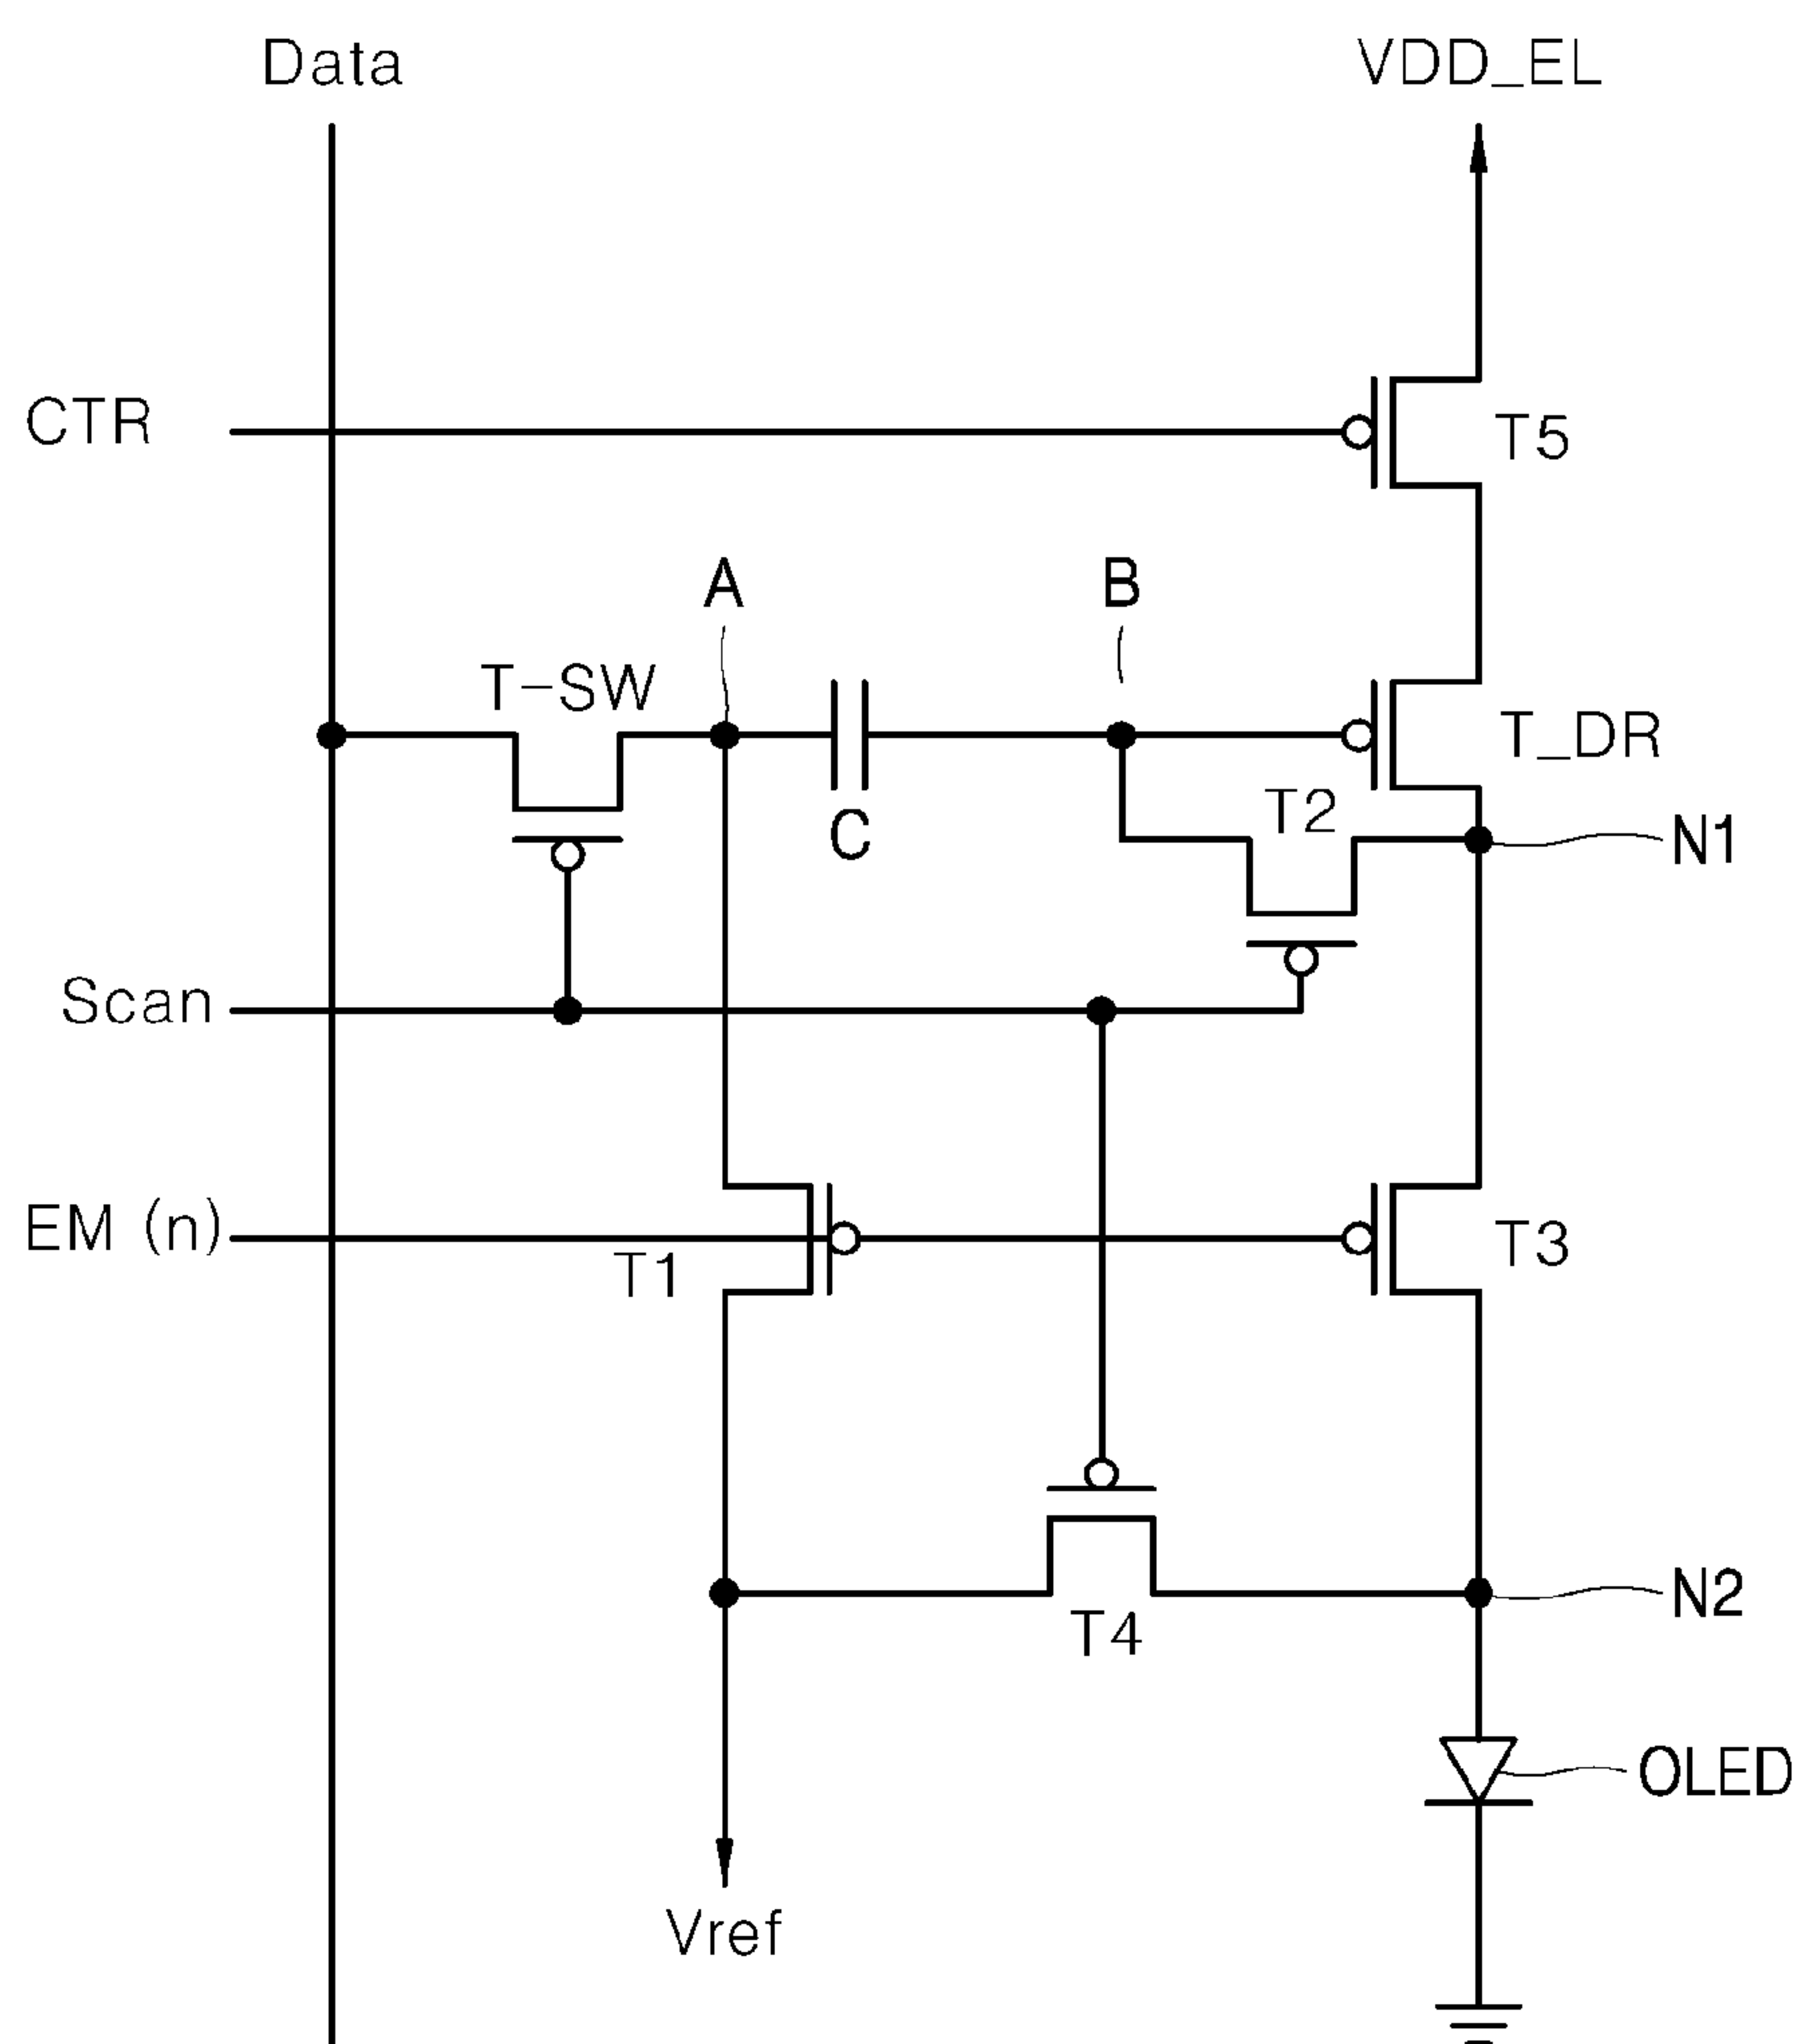 Data
VDD_EL
CTR
T5
A
B
T-SW
T_DR
T2
C
N1
Scan
EM (n)
T1
T3
N2
T4
OLED
Vref